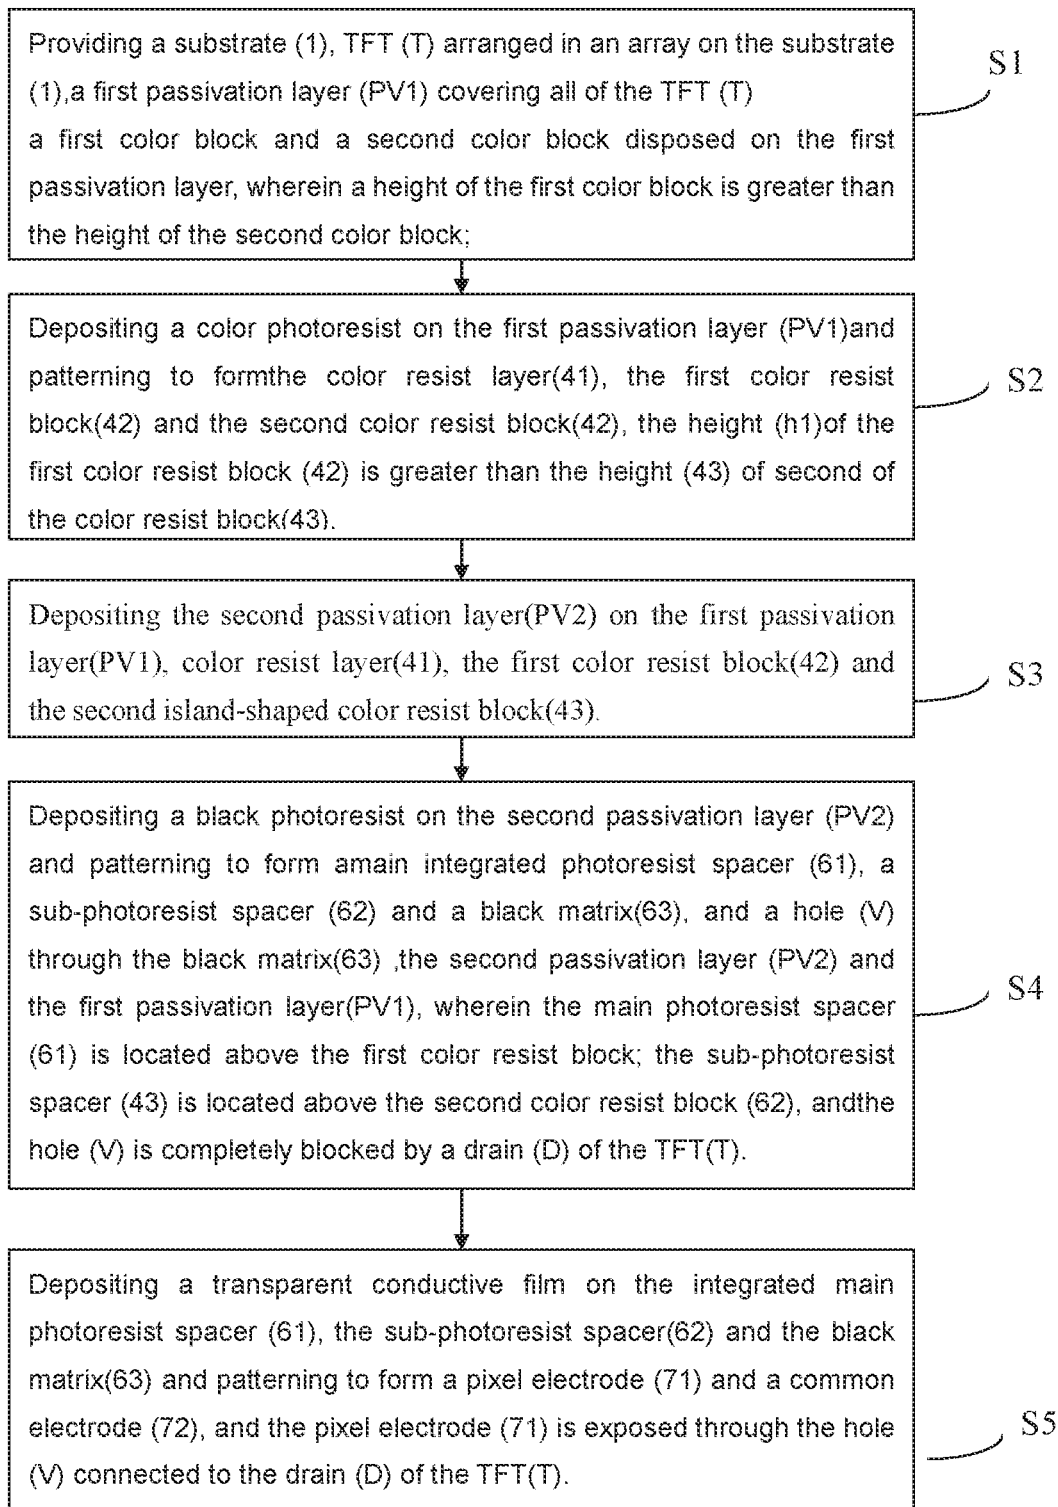 Providing a substrate (1), TFT (T) arranged in an array on the substrate
(1),a first passivation layer (PV1) covering all of the TFT (T)
a first color block and a second color block disposed on the first
passivation layer, wherein a height of the first color block is greater than
the height of the second color block;
S1
Depositing a color photoresist on the first passivation layer (PV1)and
patterning to formthe color resist layer(41), the first color resist
block(42) and the second color resist block(42), the height (h1)of the
first color resist block (42) is greater than the height (43) of second of
the color resist block(43).
S2
Depositing the second passivation layer(PV2) on the first passivation
layer(PV1), color resist layer(41), the first color resist block(42) and
the second island-shaped color resist block(43).
S3
Depositing a black photoresist on the second passivation layer (PV2)
and patterning to form amain integrated photoresist spacer (61), a
sub-photoresist spacer (62) and a black matrix(63), and a hole (V)
through the black matrix(63) ,the second passivation layer (PV2) and
the first passivation layer(PV1), wherein the main photoresist spacer
(61) is located above the first color resist block; the sub-photoresist
spacer (43) is located above the second color resist block (62), andthe
hole (V) is completely blocked by a drain (D) of the TFT(T).
S4
Depositing a transparent conductive film on the integrated main
photoresist spacer (61), the sub-photoresist spacer(62) and the black
matrix(63) and patterning to form a pixel electrode (71) and a common
electrode (72), and the pixel electrode (71) is exposed through the hole
(V) connected to the drain (D) of the TFT(T).
S5